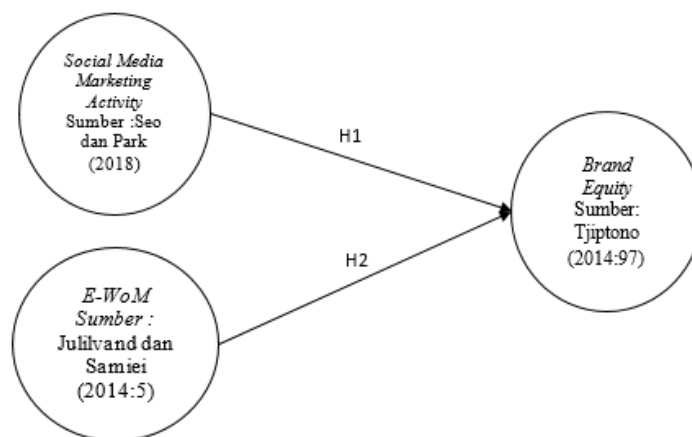 Social Media
Marketing
Activity
Sumber :Seo
dan Park
(2018)
H1
Brand
Equity
Sumber:
Tjiptono
(2014:97)
H2
E-WoM
Sumber :
Julilvand dan
Samiei
(2014:5)